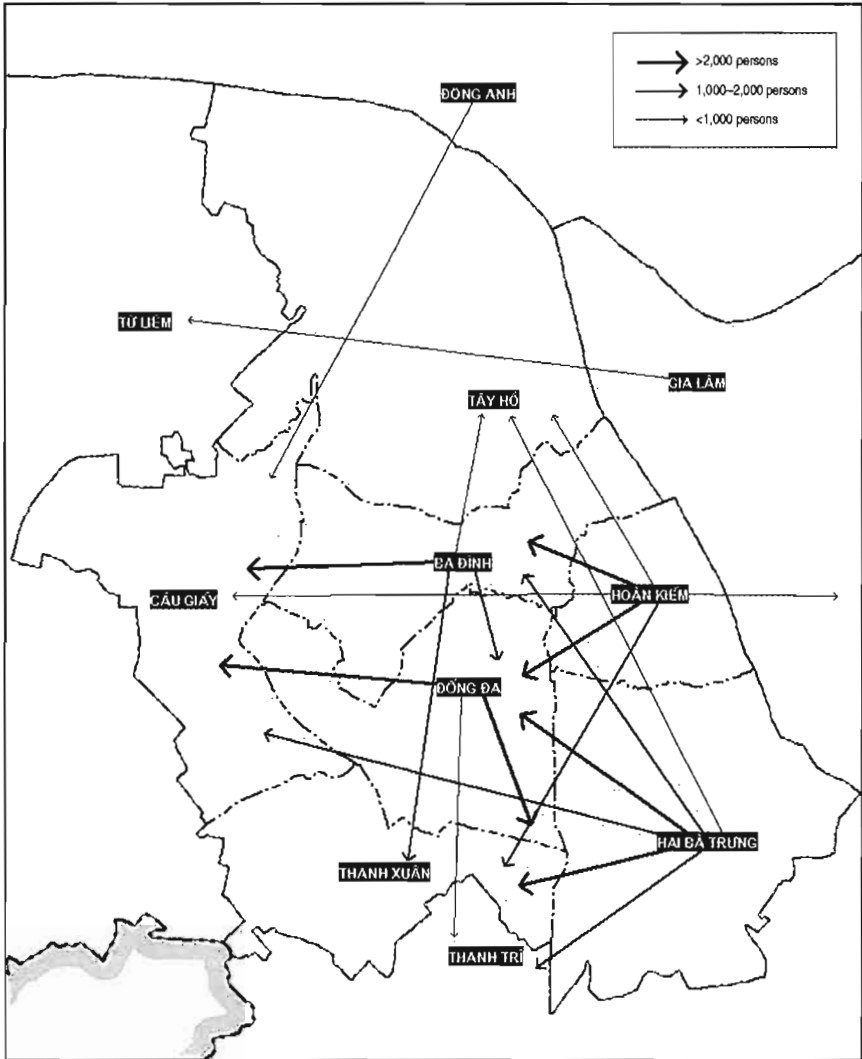 >2,000 persons
1,000–2,000 persons
<1,000 persons
ĐÔNG ANH
TỪ LIÊM
GIA LÂM
TÂY HỒ
BA ĐÌNH
CẦU GIẤY
HOÀN KIẾM
ĐỐNG ĐA
HAI BÀ TRƯNG
THANH XUÂN
THANH TRÌ